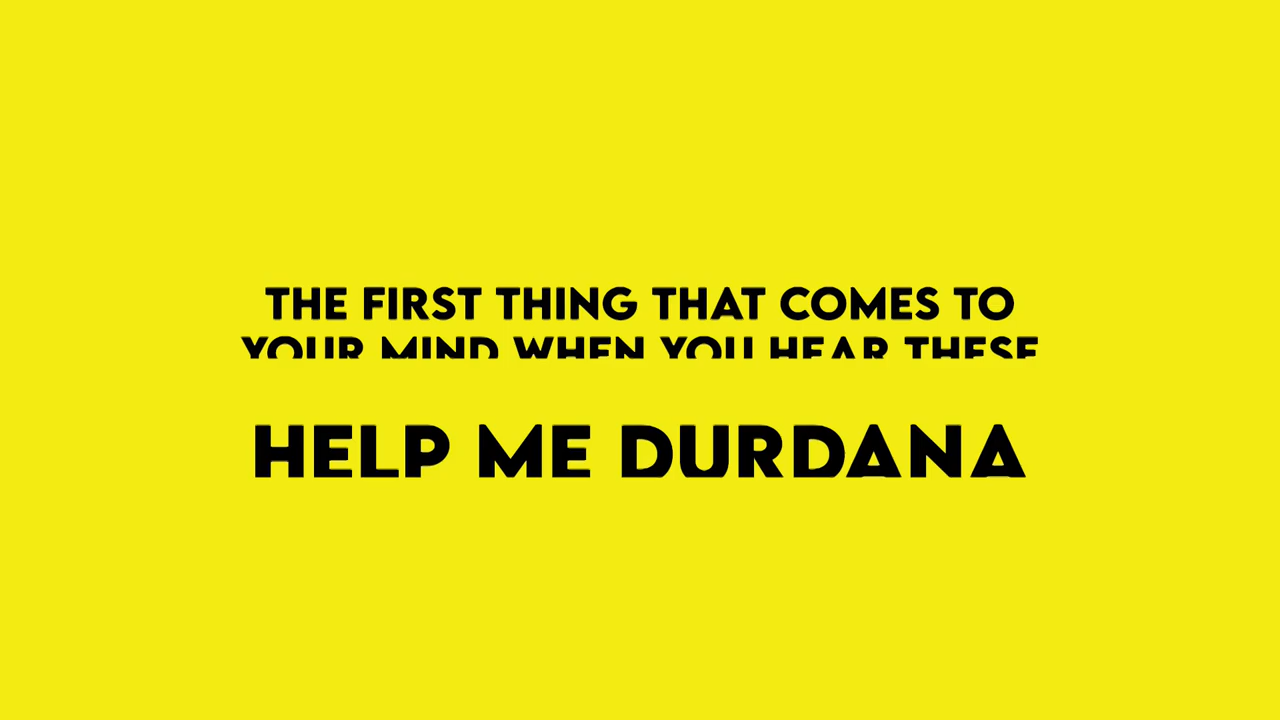 THE FIRST THING THAT COMES TO
YOUR MIND WHEN YOU HEAR THESE
HELP ME DURDANA